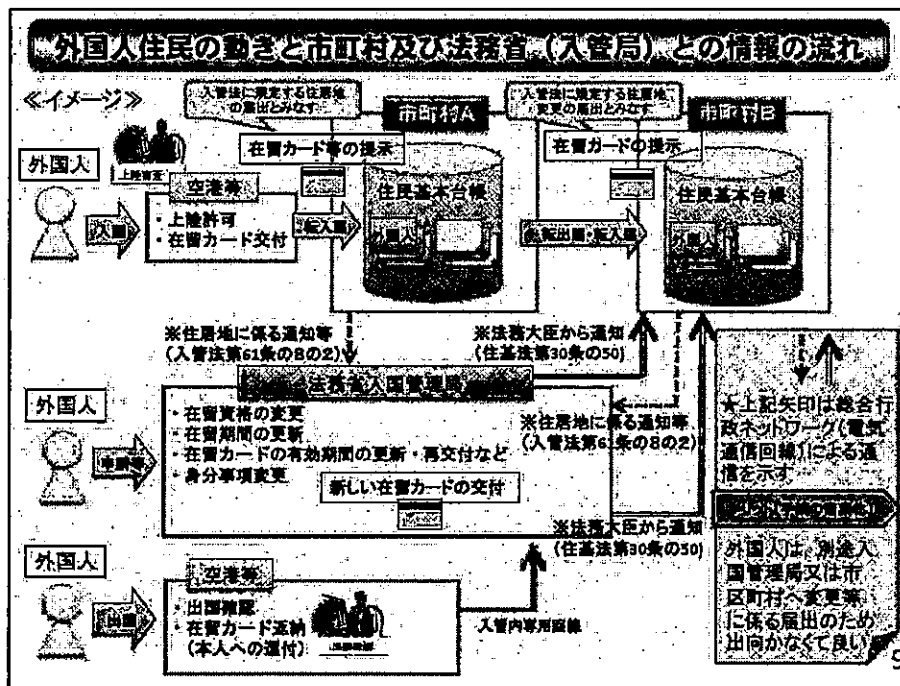 外国人住民の動きと市町村及び法務省（入管局）との情報の流れ
≪イメージ≫
入管法に規定する住居地
の届出とみなす
市町村A
入管法に規定する住居地
変更の届出とみなす
市町村B
外国人
上陸審査
在留カード等の提示
在留カードの提示
空港等
住民基本台帳
住民基本台帳
入国
・上陸許可
・在留カード交付
転入届
外国人
転出届・転入届
外国人
※住居地に係る通知等
（入管法第61条の8の2）
※法務大臣から通知
（住基法第30条の50）
法務省入国管理局
外国人
申請等
・在留資格の変更
・在留期間の更新
・在留カードの有効期間の更新・再交付など
・身分事項変更
新しい在留カードの交付
※住居地に係る通知等
（入管法第61条の8の2）
※法務大臣から通知
（住基法第30条の50）
★上記矢印は総合行
政ネットワーク（電気
通信回線）による通
信を示す
外国人は、別途入
国管理局又は市
区町村へ変更等
に係る届出のため
出向かなくて良い
外国人
出国
空港等
・出国確認
・在留カード返納
（本人への還付）
入管内専用回線
9